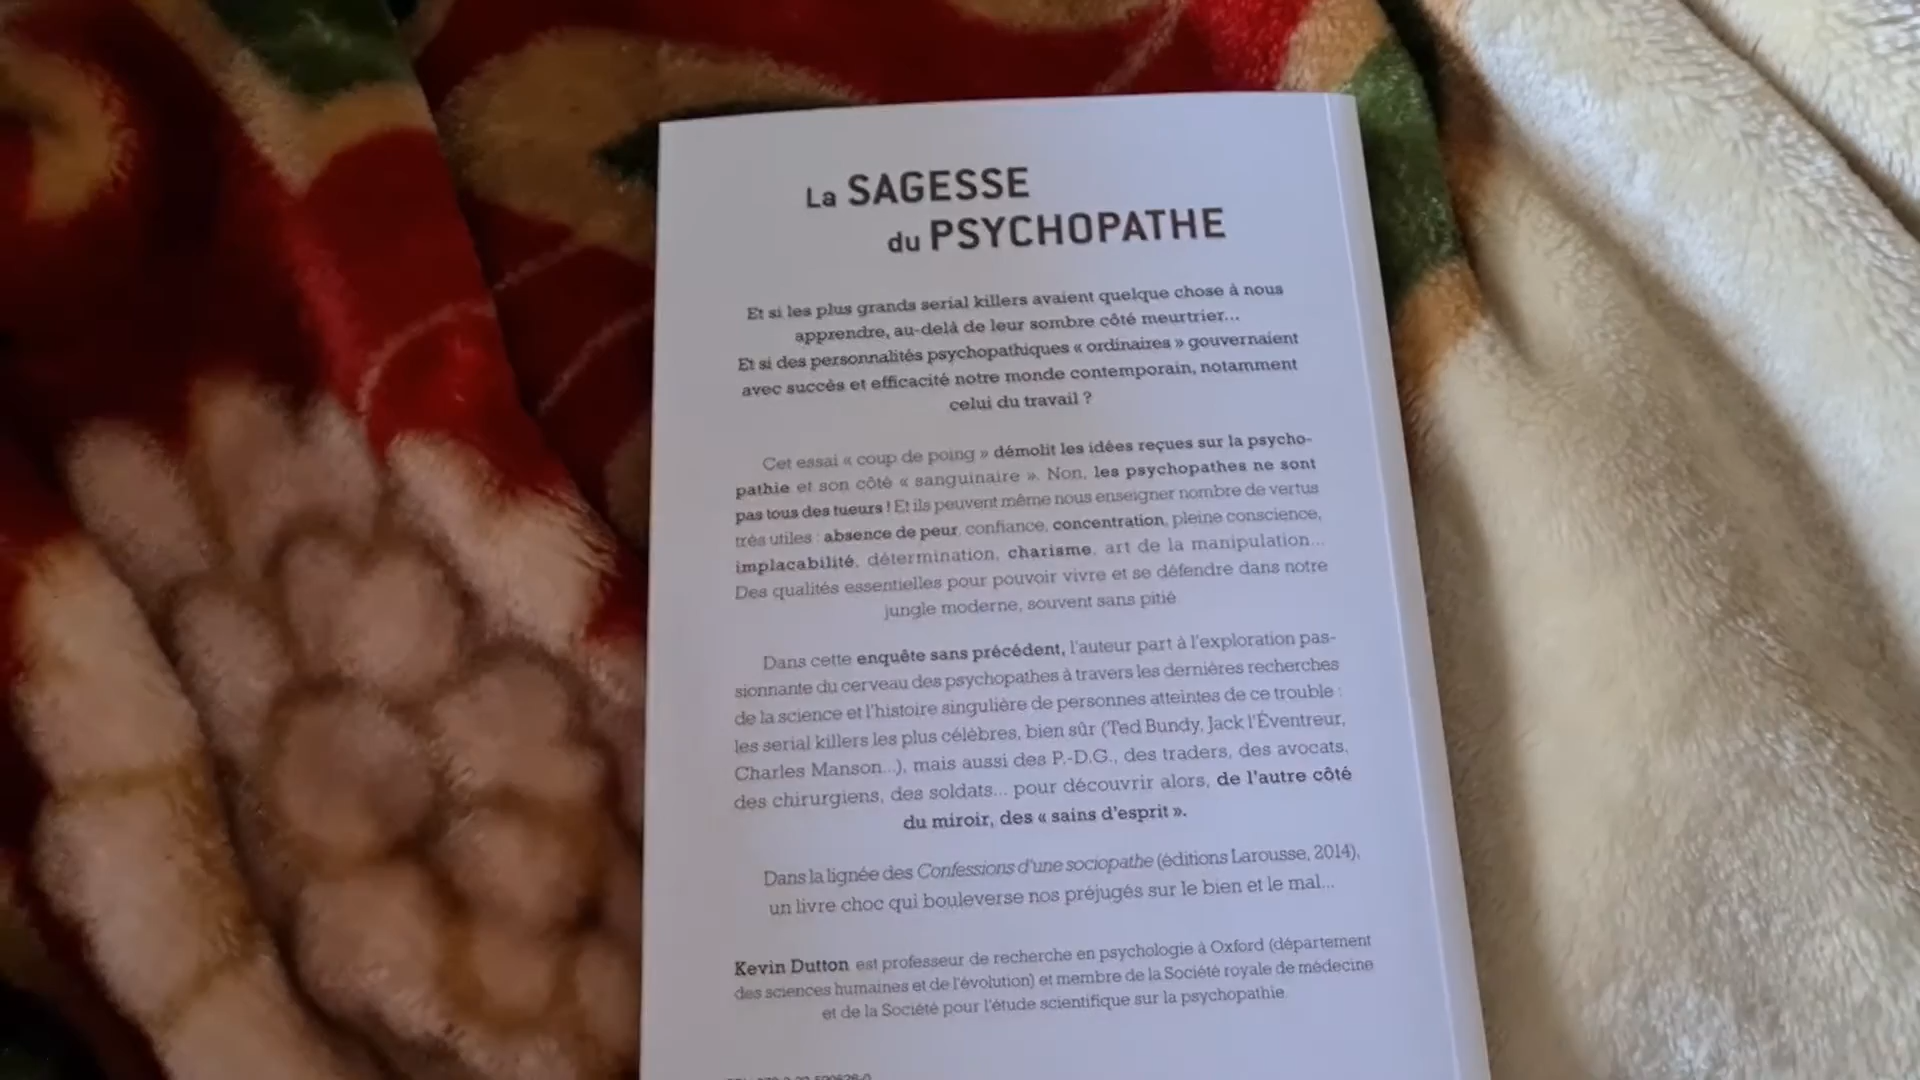 La SAGESSE
du PSYCHOPATHE
Et si les plus grands serial killers avaient quelque chose à nous
apprendre, au-delà de leur sombre côté meurtrier...
Et si des personnalités psychopathiques « ordinaires » gouvernaient
avec succès et efficacité notre monde contemporain, notamment
celui du travail ?
Cet essai « coup de poing » démolit les idées reçues sur la psycho-
pathie et son côté « sanguinaire ». Non, les psychopathes ne sont
pas tous des tueurs ! Et ils peuvent même nous enseigner nombre de vertus
très utiles : absence de peur, confiance, concentration, pleine conscience,
implacabilité, détermination, charisme, art de la manipulation...
Des qualités essentielles pour pouvoir vivre et se défendre dans notre
jungle moderne, souvent sans pitié
Dans cette enquête sans précédent, l'auteur part à l'exploration pas-
sionnante du cerveau des psychopathes à travers les dernières recherches
de la science et l'histoire singulière de personnes atteintes de ce trouble :
les serial killers les plus célèbres, bien sûr (Ted Bundy, Jack l'Éventreur,
Charles Manson...), mais aussi des P.-D.G., des traders, des avocats,
des chirurgiens, des soldats... pour découvrir alors, de l'autre côté
du miroir, des « sains d'esprit ».
Dans la lignée des Confessions d'une sociopathe (éditions Larousse, 2014),
un livre choc qui bouleverse nos préjugés sur le bien et le mal...
Kevin Dutton est professeur de recherche en psychologie à Oxford (département
des sciences humaines et de l'évolution) et membre de la Société royale de médecine
et de la Société pour l'étude scientifique sur la psychopathie